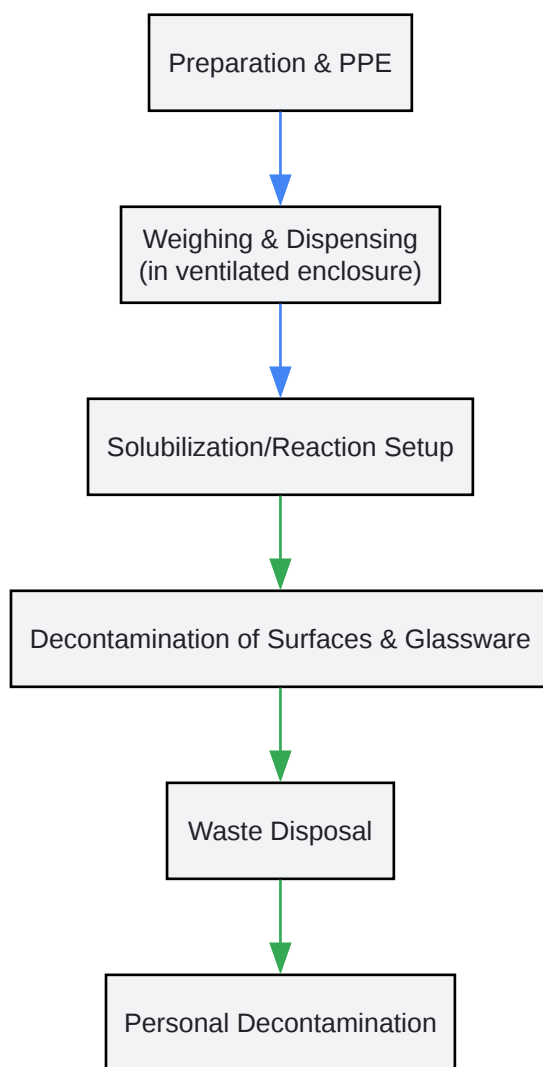 Preparation & PPE
Weighing & Dispensing
(in ventilated enclosure)
Solubilization/Reaction Setup
Decontamination of Surfaces & Glassware
Waste Disposal
Personal Decontamination